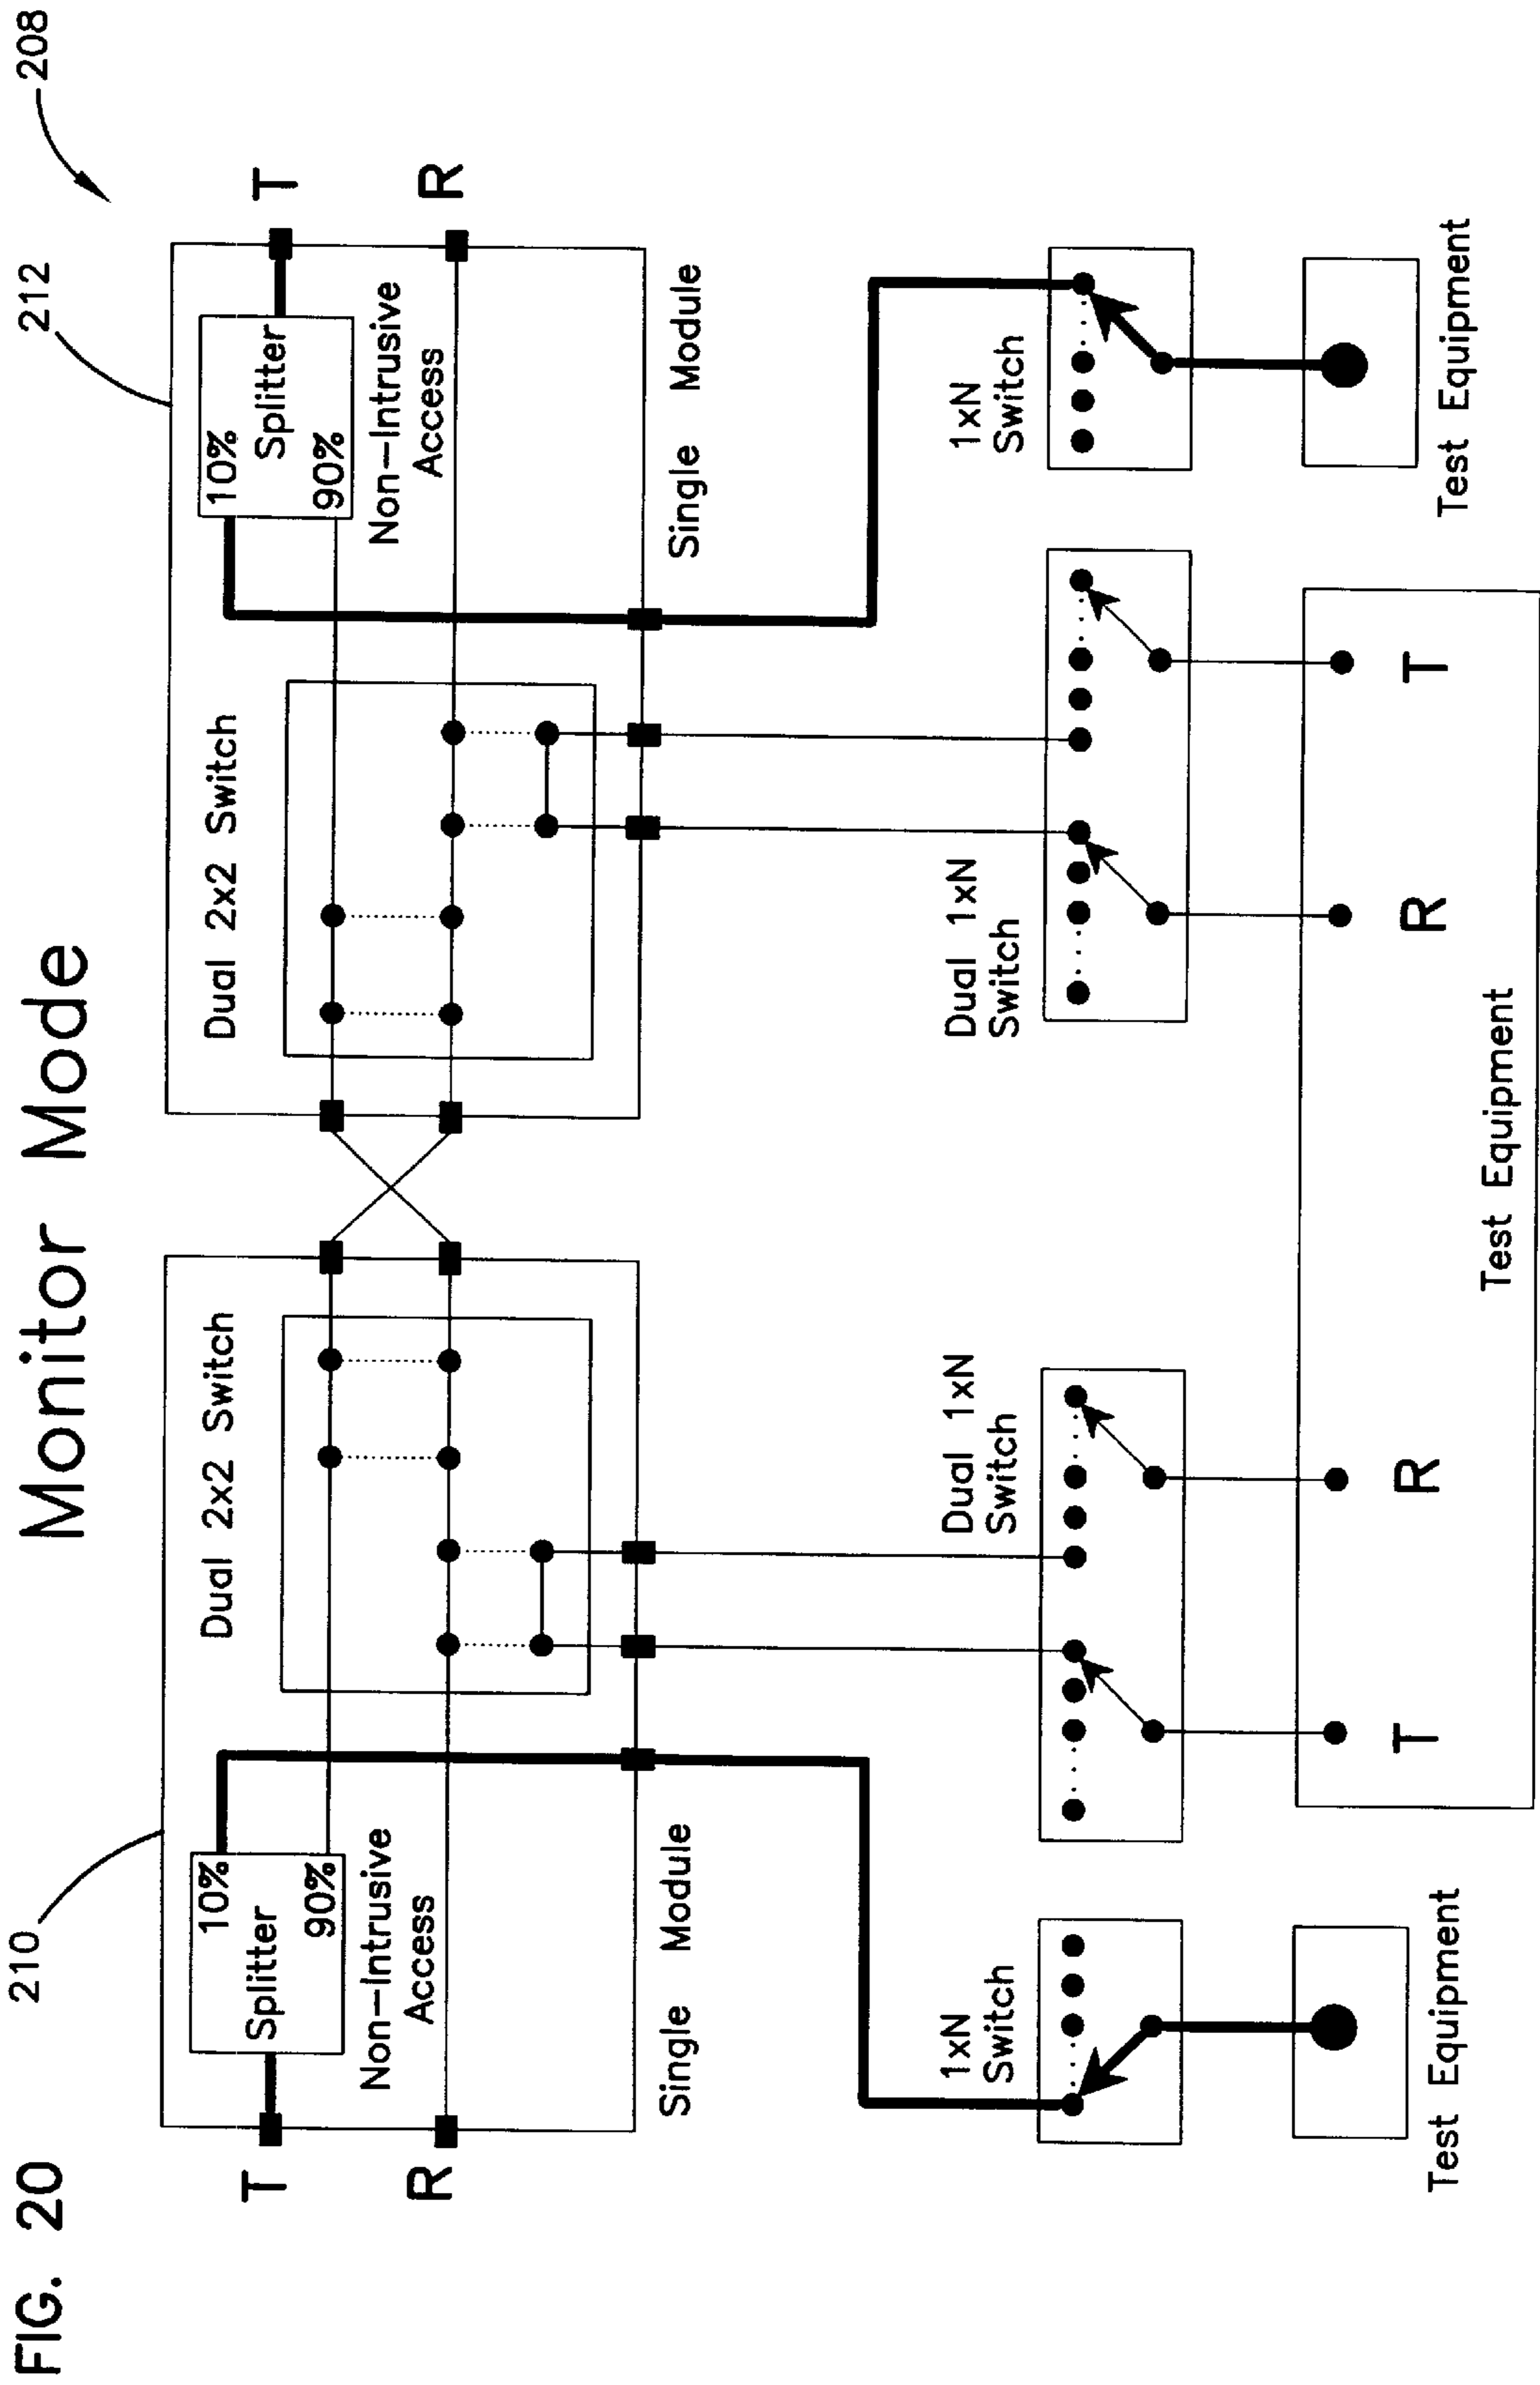 FIG. 20
Monitor Mode
208
210
212
T
R
Splitter
10%
90%
Non-Intrusive
Access
Dual 2x2 Switch
Single Module
Dual 2x2 Switch
10%
90%
Splitter
Non-Intrusive
Access
T
R
Single Module
1xN
Switch
Dual 1xN
Switch
Dual 1xN
Switch
1xN
Switch
Test Equipment
T
R
Test Equipment
R
T
Test Equipment